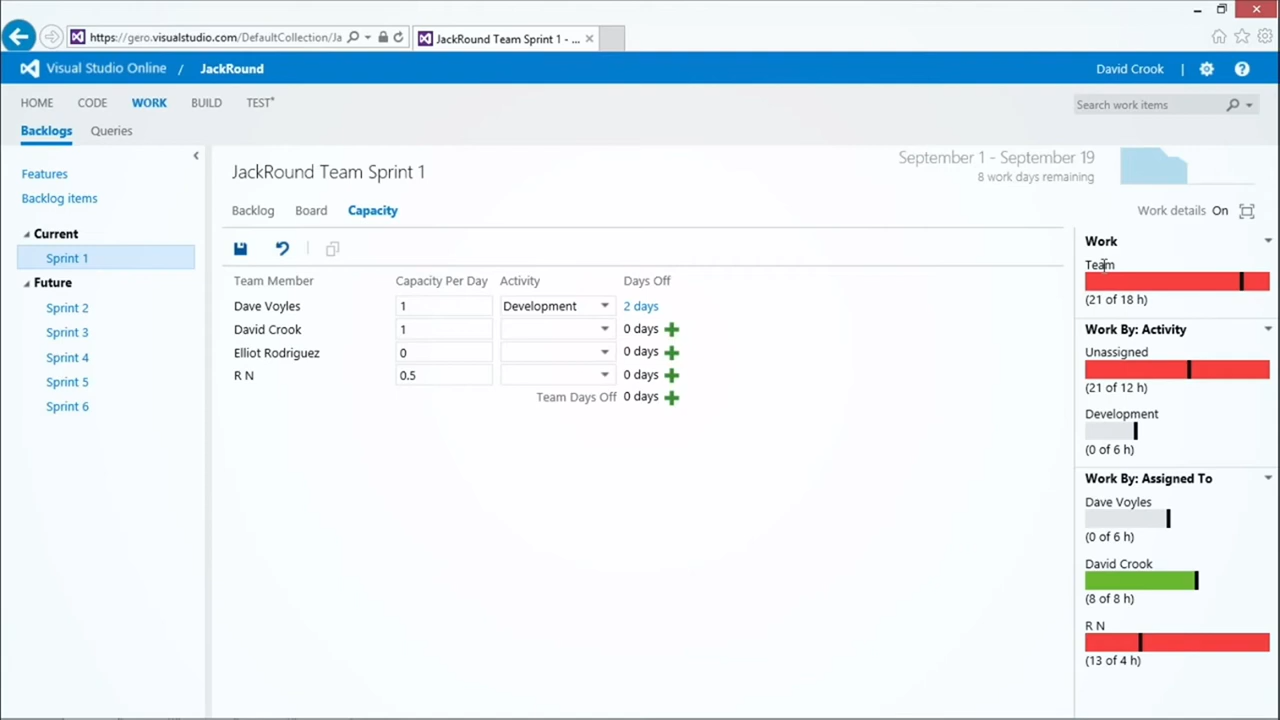 https://gero.visualstudio.com/DefaultCollection/Ja
JackRound Team Sprint 1 - ...
Visual Studio Online / JackRound
David Crook
HOME CODE WORK BUILD TEST*
Search work items
Backlogs Queries
Features
Backlog items
Current
Sprint 1
Future
Sprint 2
Sprint 3
Sprint 4
Sprint 5
Sprint 6
JackRound Team Sprint 1
September 1 - September 19
8 work days remaining
Backlog Board Capacity
Work details On
Team Member Capacity Per Day Activity Days Off
Dave Voyles 1 Development 2 days
David Crook 1 0 days
Elliot Rodriguez 0 0 days
R N 0.5 0 days
Team Days Off 0 days
Work
Team
(21 of 18 h)
Work By: Activity
Unassigned
(21 of 12 h)
Development
(0 of 6 h)
Work By: Assigned To
Dave Voyles
(0 of 6 h)
David Crook
(8 of 8 h)
R N
(13 of 4 h)